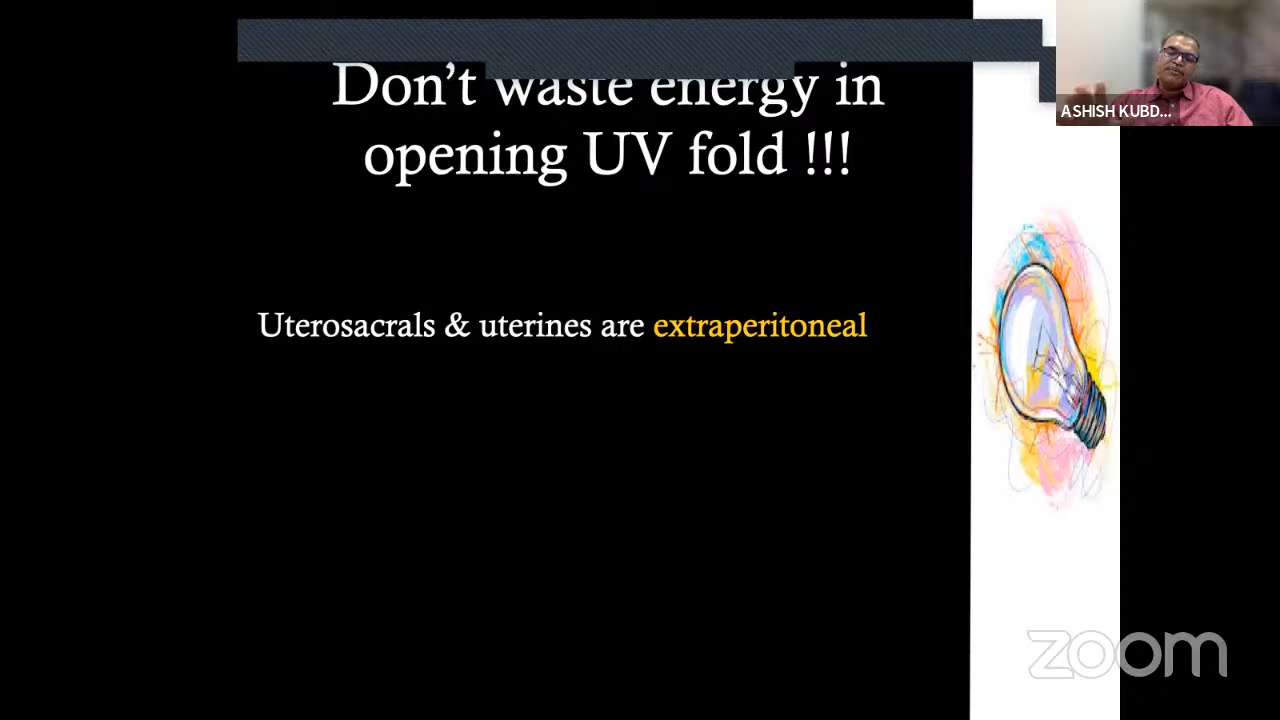 Don't waste energy in
opening UV fold !!!
Uterosacrals & uterines are extraperitoneal
ASHISH KUBD...
zoom